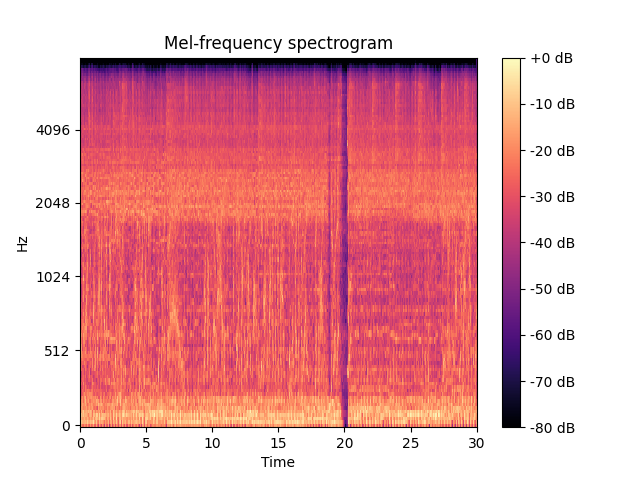 Mel-frequency spectrogram
+0 dB
-10 dB
-20 dB
-30 dB
-40 dB
-50 dB
-60 dB
-70 dB
-80 dB
4096
2048
1024
512
0
Hz
0 5 10 15 20 25 30
Time